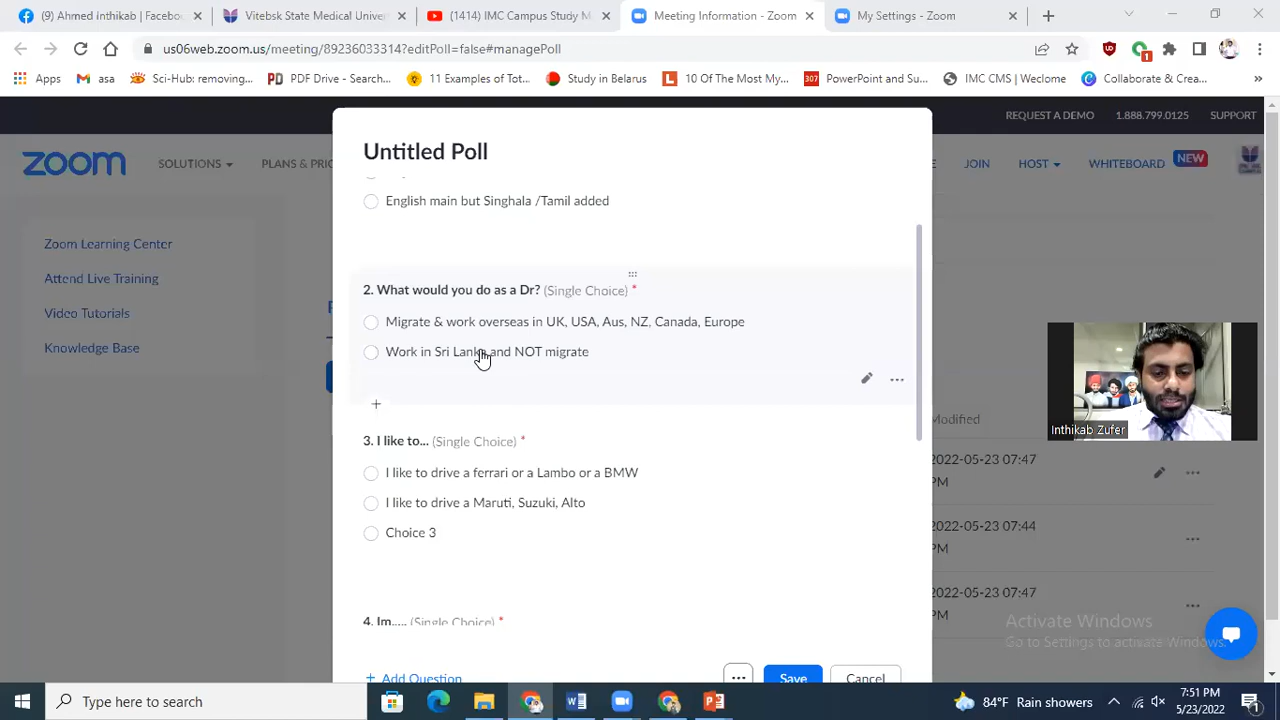 (9) Ahmed inthikab | Facebo
Vitebsk State Medical Univer
(1414) IMC Campus Study M
Meeting Information - Zoom
My Settings - Zoom
us06web.zoom.us/meeting/89236033314?editPoll=false#managePoll
Apps
asa
Sci-Hub: removing...
PDF Drive - Search...
11 Examples of Tot...
Study in Belarus
10 Of The Most My...
PowerPoint and Su...
IMC CMS | Weclome
Collaborate & Crea...
REQUEST A DEMO
1.888.799.0125
SUPPORT
zoom
SOLUTIONS
PLANS & PRIC
JOIN
HOST
WHITEBOARD
NEW
Zoom Learning Center
Attend Live Training
Video Tutorials
Knowledge Base
Untitled Poll
English main but Singhala /Tamil added
2. What would you do as a Dr? (Single Choice) *
Migrate & work overseas in UK, USA, Aus, NZ, Canada, Europe
Work in Sri Lanka and NOT migrate
3. I like to... (Single Choice) *
I like to drive a ferrari or a Lambo or a BMW
I like to drive a Maruti, Suzuki, Alto
Choice 3
4. Im..... (Single Choice) *
+ Add Question
Save
Cancel
Modified
2022-05-23 07:47
PM
2022-05-23 07:44
PM
2022-05-23 07:47
PM
Inthikab Zufer
Activate Windows
Go to Settings to activate Windows.
Type here to search
84°F Rain showers
7:51 PM
5/23/2022